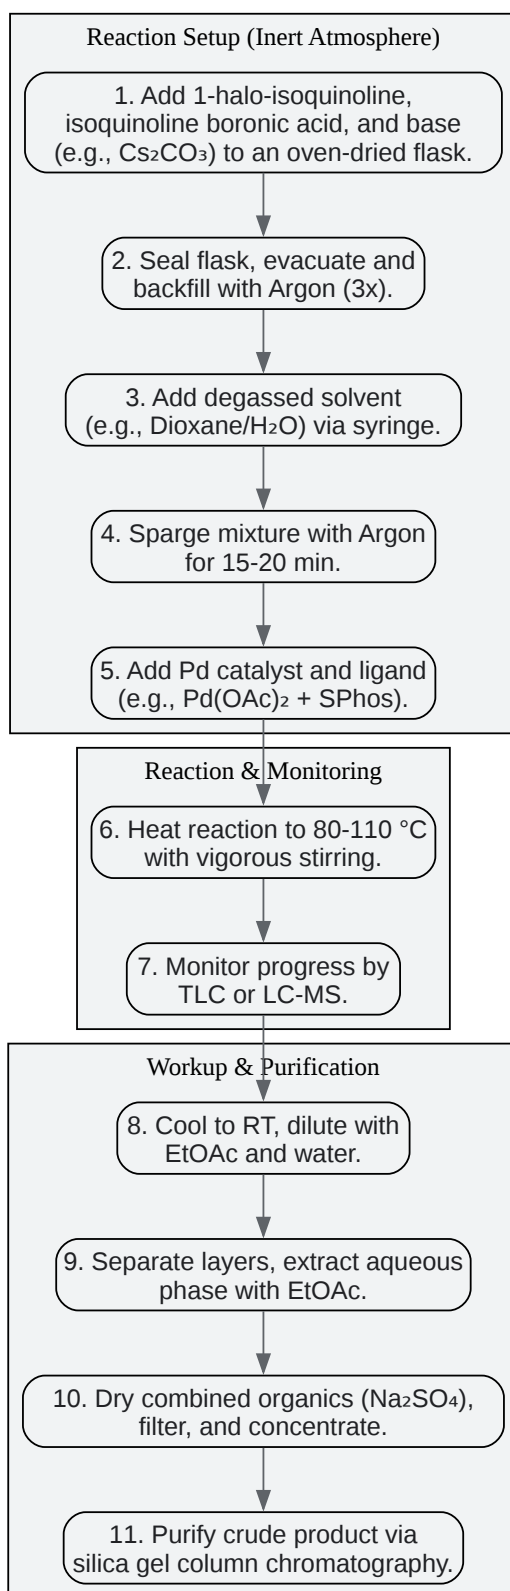 Reaction Setup (Inert Atmosphere)
1. Add 1-halo-isoquinoline,
isoquinoline boronic acid, and base
(e.g., Cs₂CO₃) to an oven-dried flask.
2. Seal flask, evacuate and
backfill with Argon (3x).
3. Add degassed solvent
(e.g., Dioxane/H₂O) via syringe.
4. Sparge mixture with Argon
for 15-20 min.
5. Add Pd catalyst and ligand
(e.g., Pd(OAc)₂ + SPhos).
Reaction & Monitoring
6. Heat reaction to 80-110 °C
with vigorous stirring.
7. Monitor progress by
TLC or LC-MS.
Workup & Purification
8. Cool to RT, dilute with
EtOAc and water.
9. Separate layers, extract aqueous
phase with EtOAc.
10. Dry combined organics (Na₂SO₄),
filter, and concentrate.
11. Purify crude product via
silica gel column chromatography.